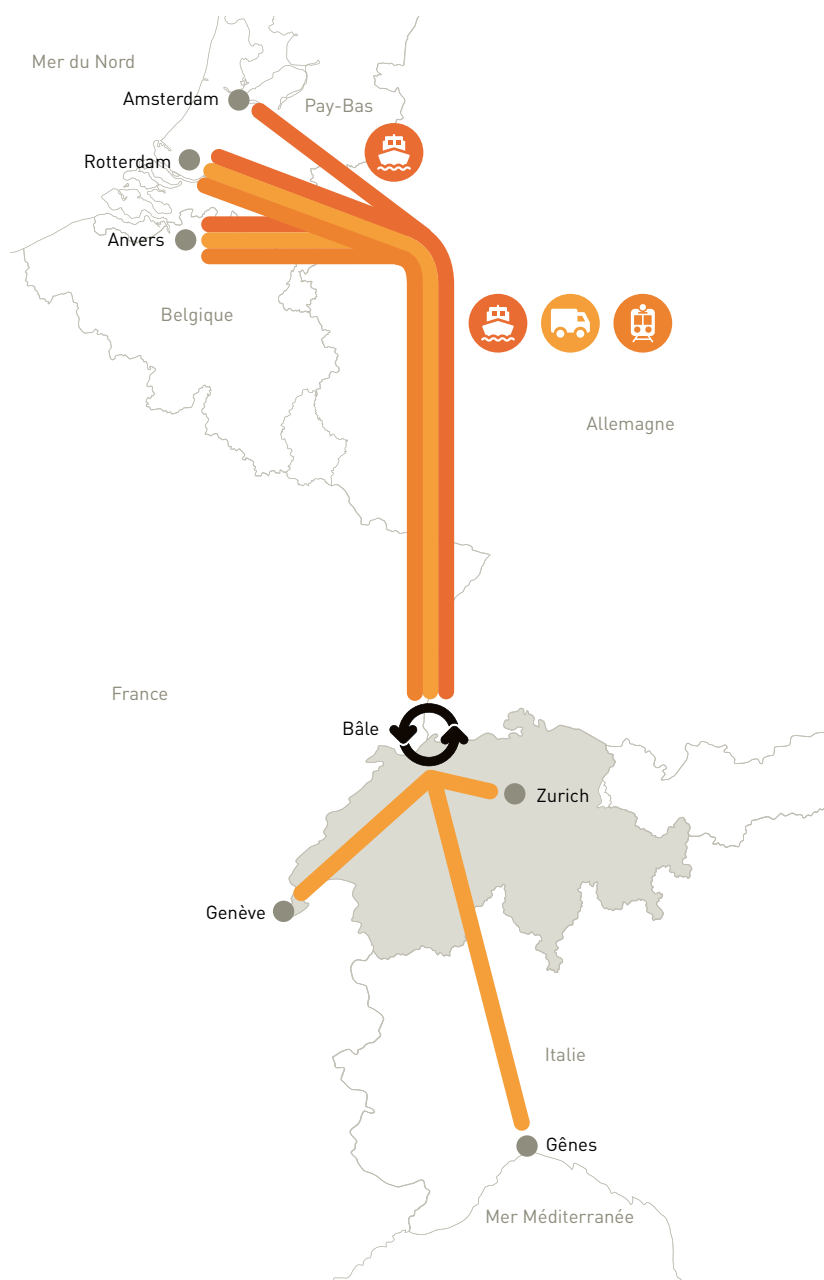 Mer du Nord
Amsterdam
Pay-Bas
Rotterdam
Anvers
Belgique
Allemagne
France
Bâle
Zurich
Genève
Italie
Gênes
Mer Méditerranée